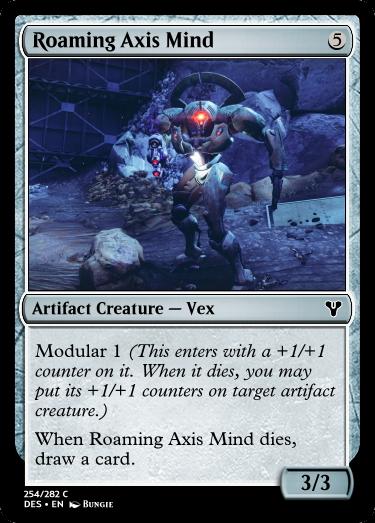 Roaming Axis Mind 5
Artifact Creature — Vex
Modular 1 (This enters with a +1/+1
counter on it. When it dies, you may
put its +1/+1 counters on target artifact
creature.)
When Roaming Axis Mind dies,
draw a card.
3/3
254/282 C
DES • EN Bungie